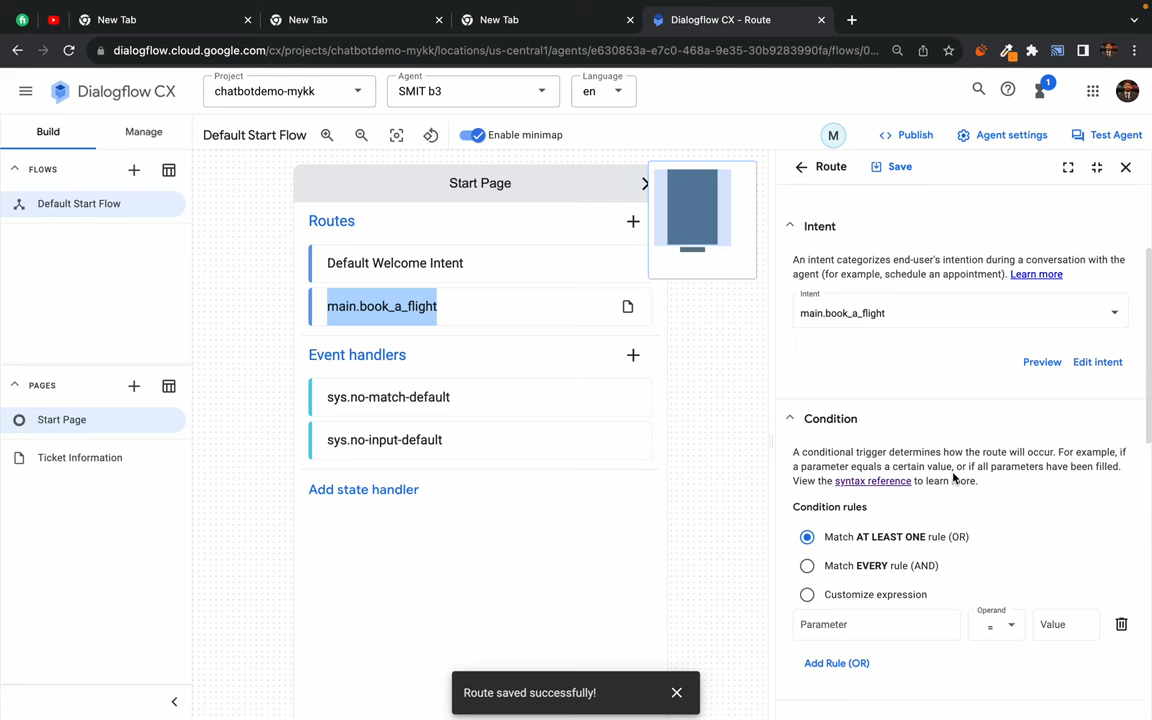 New Tab
New Tab
New Tab
Dialogflow CX - Route
dialogflow.cloud.google.com/cx/projects/chatbotdemo-mykk/locations/us-central1/agents/e630853a-e7c0-468a-9e35-30b9283990fa/flows/0...
Dialogflow CX
Project
chatbotdemo-mykk
Agent
SMIT b3
Language
en
1
Build
Manage
Default Start Flow
Enable minimap
M
Publish
Agent settings
Test Agent
FLOWS
Default Start Flow
PAGES
Start Page
Ticket Information
Start Page
Routes
Default Welcome Intent
main.book_a_flight
Event handlers
sys.no-match-default
sys.no-input-default
Add state handler
Route
Save
Intent
An intent categorizes end-user's intention during a conversation with the
agent (for example, schedule an appointment). Learn more
Intent
main.book_a_flight
Preview
Edit intent
Condition
A conditional trigger determines how the route will occur. For example, if
a parameter equals a certain value, or if all parameters have been filled.
View the syntax reference to learn more.
Condition rules
Match AT LEAST ONE rule (OR)
Match EVERY rule (AND)
Customize expression
Parameter
Operand
=
Value
Add Rule (OR)
Route saved successfully!